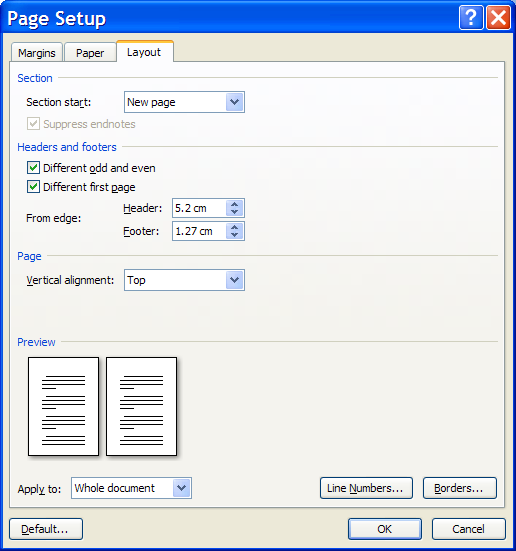 Page Setup
Margins Paper Layout
Section
Section start: New page
Suppress endnotes
Headers and footers
Different odd and even
Different first page
From edge:
Header: 5.2 cm
Footer: 1.27 cm
Page
Vertical alignment: Top
Preview
Apply to: Whole document Line Numbers... Borders...
Default... OK Cancel